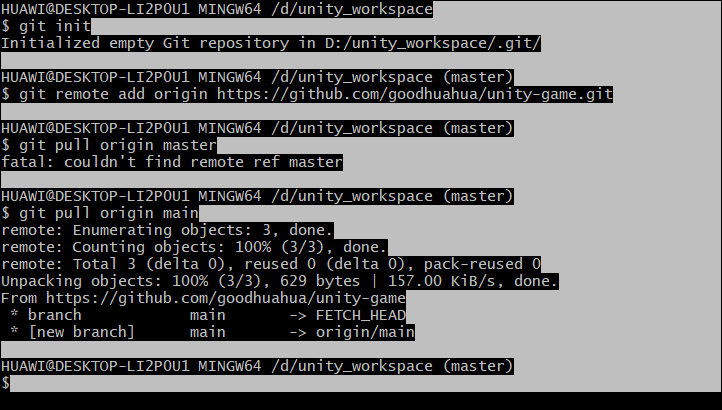 HUAWI@DESKTOP-LI2POU1 MINGW64 /d/unity_workspace
$ git init
Initialized empty Git repository in D:/unity_workspace/.git/
HUAWI@DESKTOP-LI2POU1 MINGW64 /d/unity_workspace (master)
$ git remote add origin https://github.com/goodhuahua/unity-game.git
HUAWI@DESKTOP-LI2POU1 MINGW64 /d/unity_workspace (master)
$ git pull origin master
fatal: couldn't find remote ref master
HUAWI@DESKTOP-LI2POU1 MINGW64 /d/unity_workspace (master)
$ git pull origin main
remote: Enumerating objects: 3, done.
remote: Counting objects: 100% (3/3), done.
remote: Total 3 (delta 0), reused 0 (delta 0), pack-reused 0
Unpacking objects: 100% (3/3), 629 bytes | 157.00 KiB/s, done.
From https://github.com/goodhuahua/unity-game
 * branch            main       -> FETCH_HEAD
 * [new branch]      main       -> origin/main
HUAWI@DESKTOP-LI2POU1 MINGW64 /d/unity_workspace (master)
$